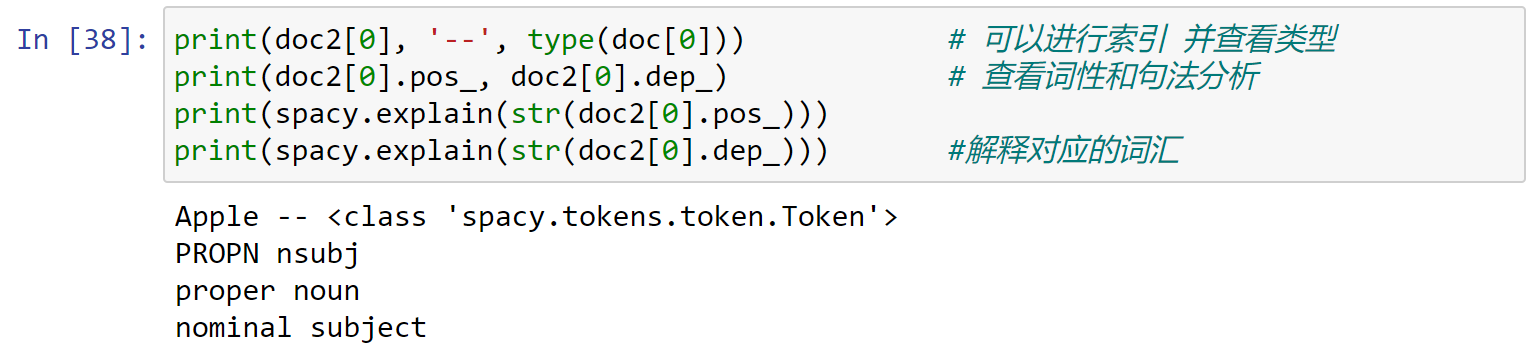 In [38]: print(doc2[0], '--', type(doc[0])) # 可以进行索引 并查看类型
print(doc2[0].pos_, doc2[0].dep_) # 查看词性和句法分析
print(spacy.explain(str(doc2[0].pos_)))
print(spacy.explain(str(doc2[0].dep_))) #解释对应的词汇
Apple -- <class 'spacy.tokens.token.Token'>
PROPN nsubj
proper noun
nominal subject